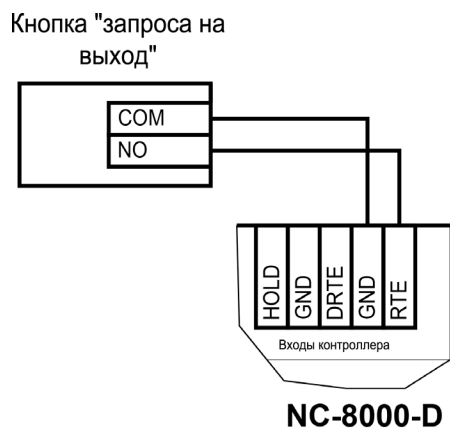 Кнопка "запроса на
выход"
COM
NO
HOLD
GND
DRTE
GND
RTE
Входы контроллера
NC-8000-D